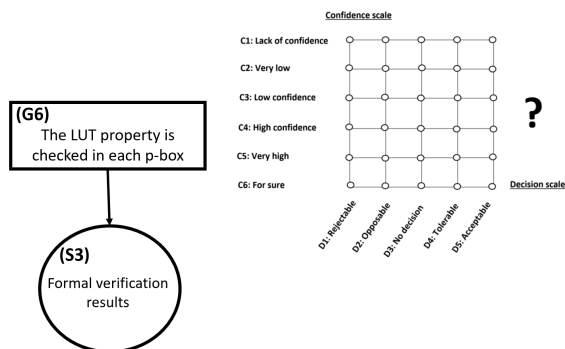 Confidence scale
C1: Lack of confidence
C2: Very low
C3: Low confidence
C4: High confidence
C5: Very high
C6: For sure
Decision scale
D1: Rejectable
D2: Opposable
D3: No decision
D4: Tolerable
D5: Acceptable
?
(G6)
The LUT property is
checked in each p-box
(S3)
Formal verification
results